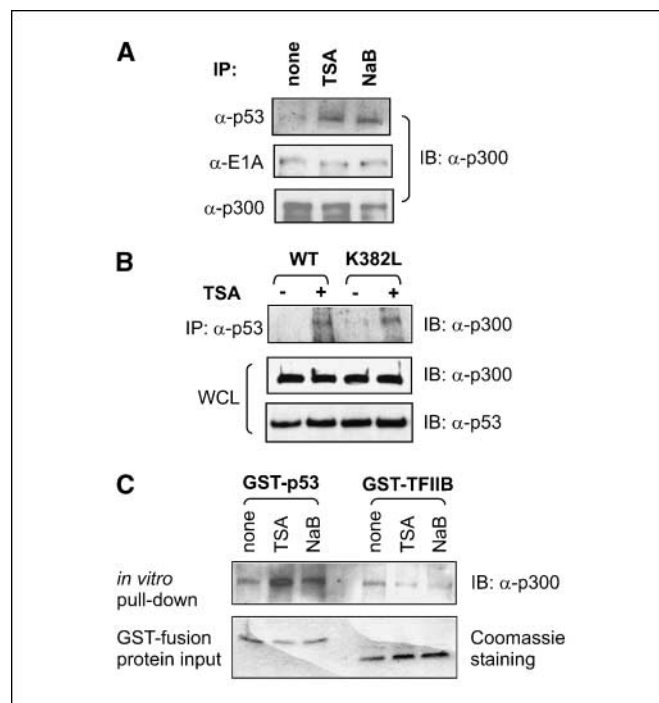 A
IP: none TSA NaB
α-p53
α-E1A
α-p300
IB: α-p300
B
WT K382L
TSA - + - +
IP: α-p53 IB: α-p300
WCL
IB: α-p300
IB: α-p53
C
GST-p53 GST-TFIIB
none TSA NaB none TSA NaB
in vitro
pull-down
IB: α-p300
GST-fusion
protein input
Coomassie
staining